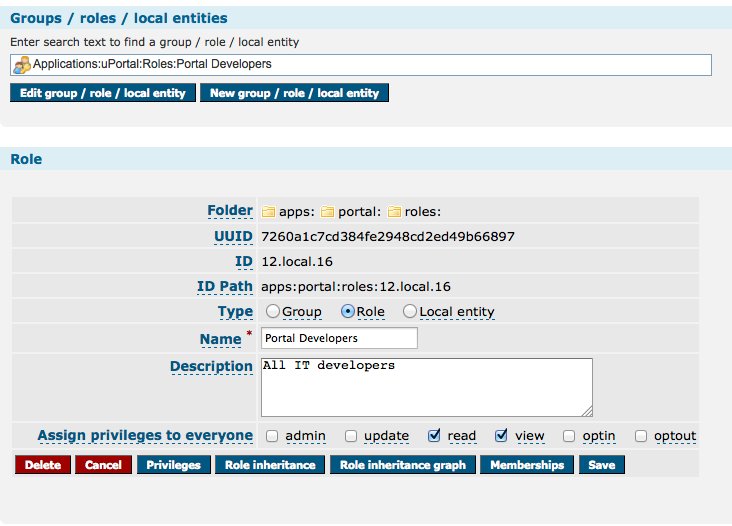 Groups / roles / local entities
Enter search text to find a group / role / local entity
Applications:uPortal:Roles:Portal Developers
Edit group / role / local entity New group / role / local entity
Role
Folder apps: portal: roles:
UUID 7260a1c7cd384fe2948cd2ed49b66897
ID 12.local.16
ID Path apps:portal:roles:12.local.16
Type Group Role Local entity
Name * Portal Developers
Description All IT developers
Assign privileges to everyone admin update read view optin optout
Delete Cancel Privileges Role inheritance Role inheritance graph Memberships Save